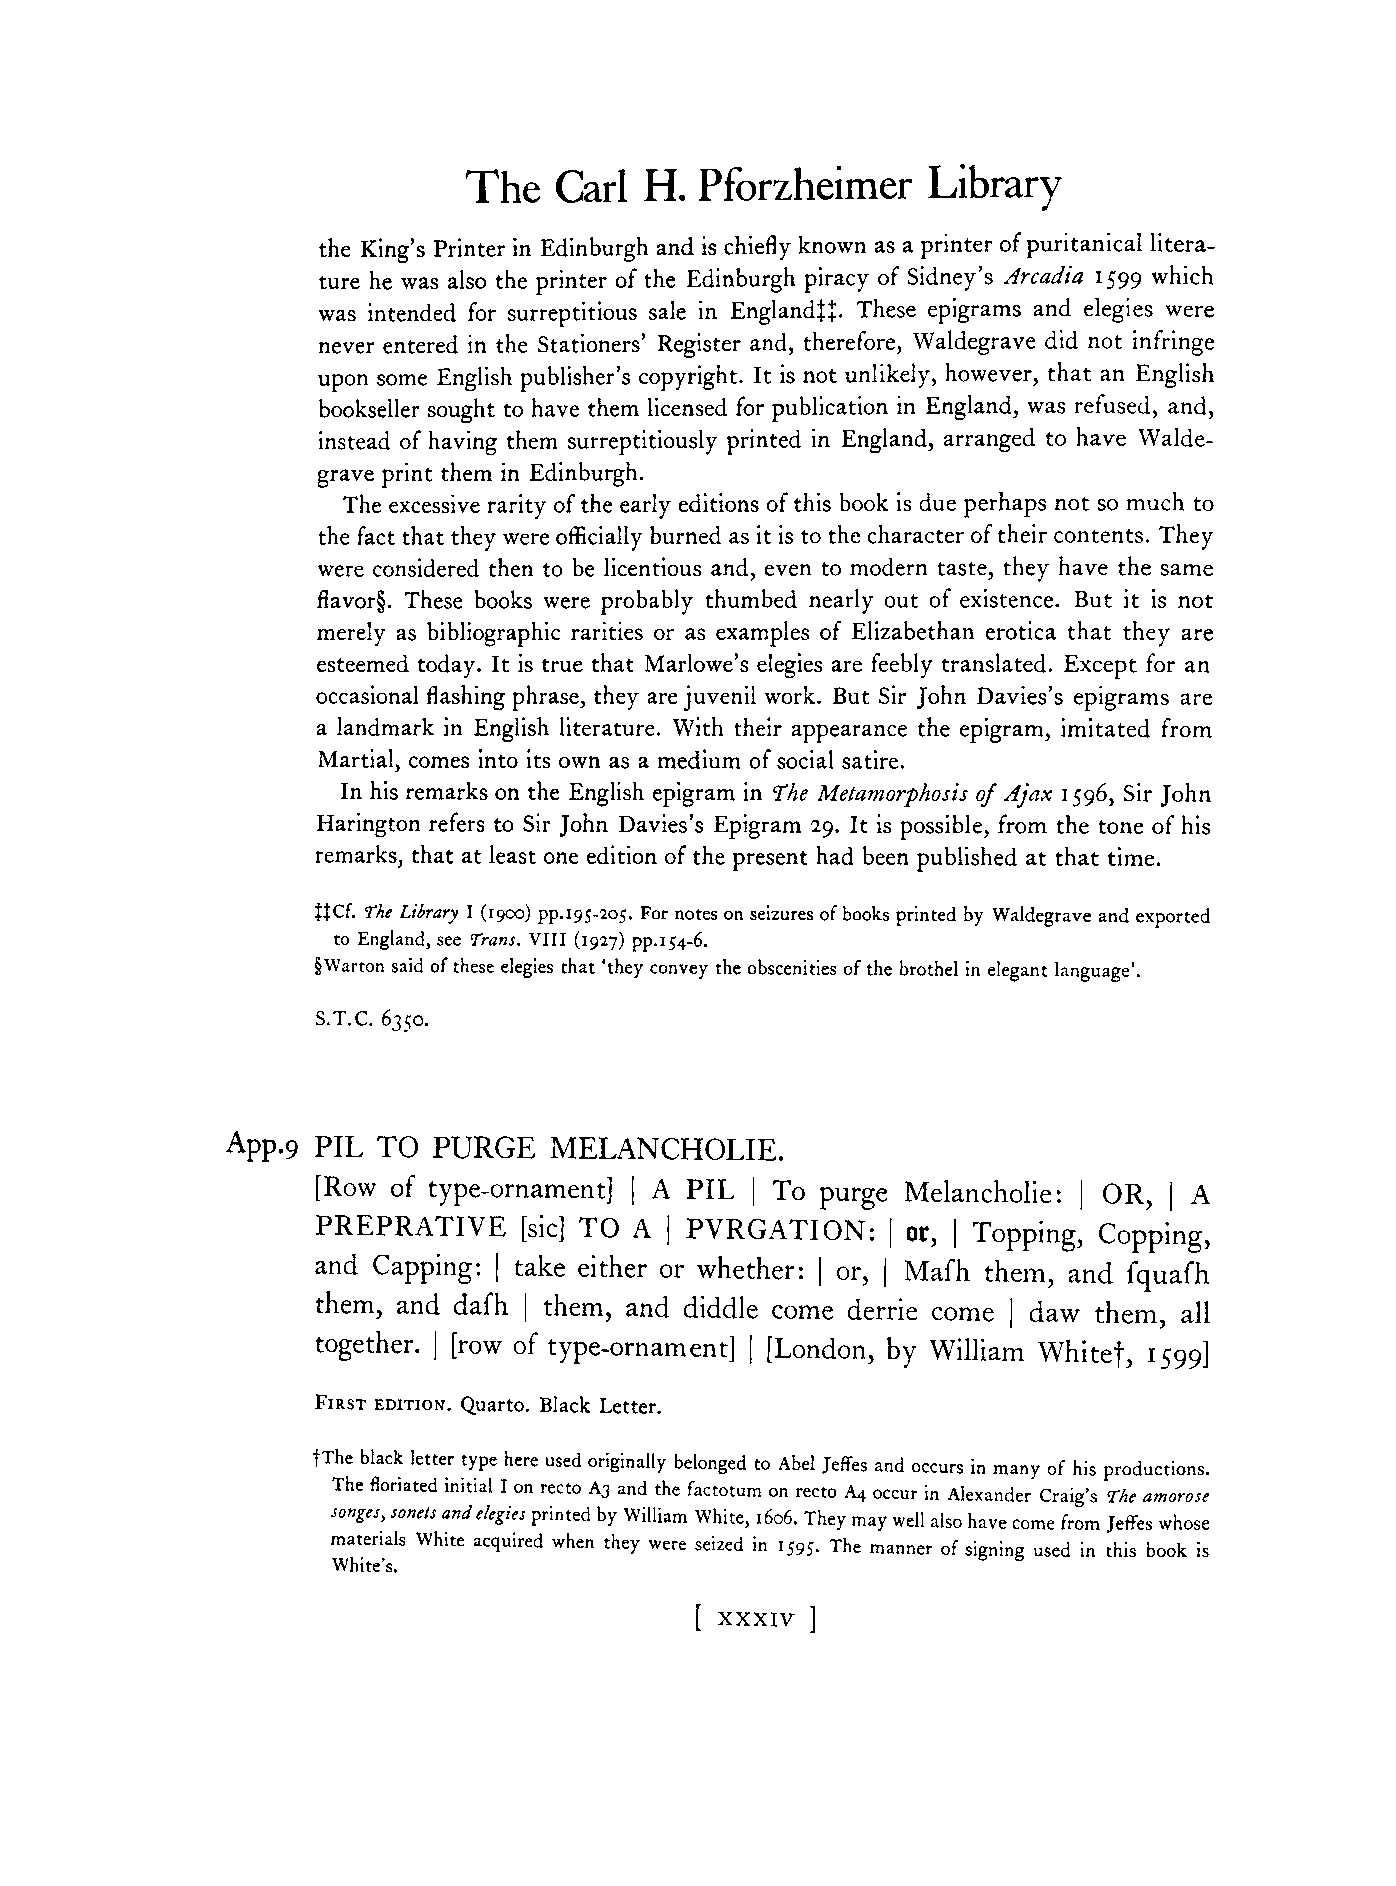 The Carl H. Pforzheimer Library
the King's Printer in Edinburgh and is chiefly known as a printer of puritanical litera-
ture he was also the printer of the Edinburgh piracy of Sidney's Arcadia 1599 which
was intended for surreptitious sale in England‡‡. These epigrams and elegies were
never entered in the Stationers' Register and, therefore, Waldegrave did not infringe
upon some English publisher's copyright. It is not unlikely, however, that an English
bookseller sought to have them licensed for publication in England, was refused, and,
instead of having them surreptitiously printed in England, arranged to have Walde-
grave print them in Edinburgh.
The excessive rarity of the early editions of this book is due perhaps not so much to
the fact that they were officially burned as it is to the character of their contents. They
were considered then to be licentious and, even to modern taste, they have the same
flavor§. These books were probably thumbed nearly out of existence. But it is not
merely as bibliographic rarities or as examples of Elizabethan erotica that they are
esteemed today. It is true that Marlowe's elegies are feebly translated. Except for an
occasional flashing phrase, they are juvenil work. But Sir John Davies's epigrams are
a landmark in English literature. With their appearance the epigram, imitated from
Martial, comes into its own as a medium of social satire.
In his remarks on the English epigram in The Metamorphosis of Ajax 1596, Sir John
Harington refers to Sir John Davies's Epigram 29. It is possible, from the tone of his
remarks, that at least one edition of the present had been published at that time.
‡‡Cf. The Library I (1900) pp.195-205. For notes on seizures of books printed by Waldegrave and exported
to England, see Trans. VIII (1927) pp.154-6.
§Warton said of these elegies that 'they convey the obscenities of the brothel in elegant language'.
S.T.C. 6350.
App.9 PIL TO PURGE MELANCHOLIE.
[Row of type-ornament] | A PIL | To purge Melancholie: | OR, | A
PREPRATIVE [sic] TO A | PVRGATION: | or, | Topping, Copping,
and Capping: | take either or whether: | or, | Maſh them, and ſquaſh
them, and daſh | them, and diddle come derrie come | daw them, all
together. | [row of type-ornament] | [London, by William White†, 1599]
FIRST EDITION. Quarto. Black Letter.
†The black letter type here used originally belonged to Abel Jeffes and occurs in many of his productions.
The floriated initial I on recto A3 and the factotum on recto A4 occur in Alexander Craig's The amorose
songes, sonets and elegies printed by William White, 1606. They may well also have come from Jeffes whose
materials White acquired when they were seized in 1595. The manner of signing used in this book is
White's.
[ XXXIV ]